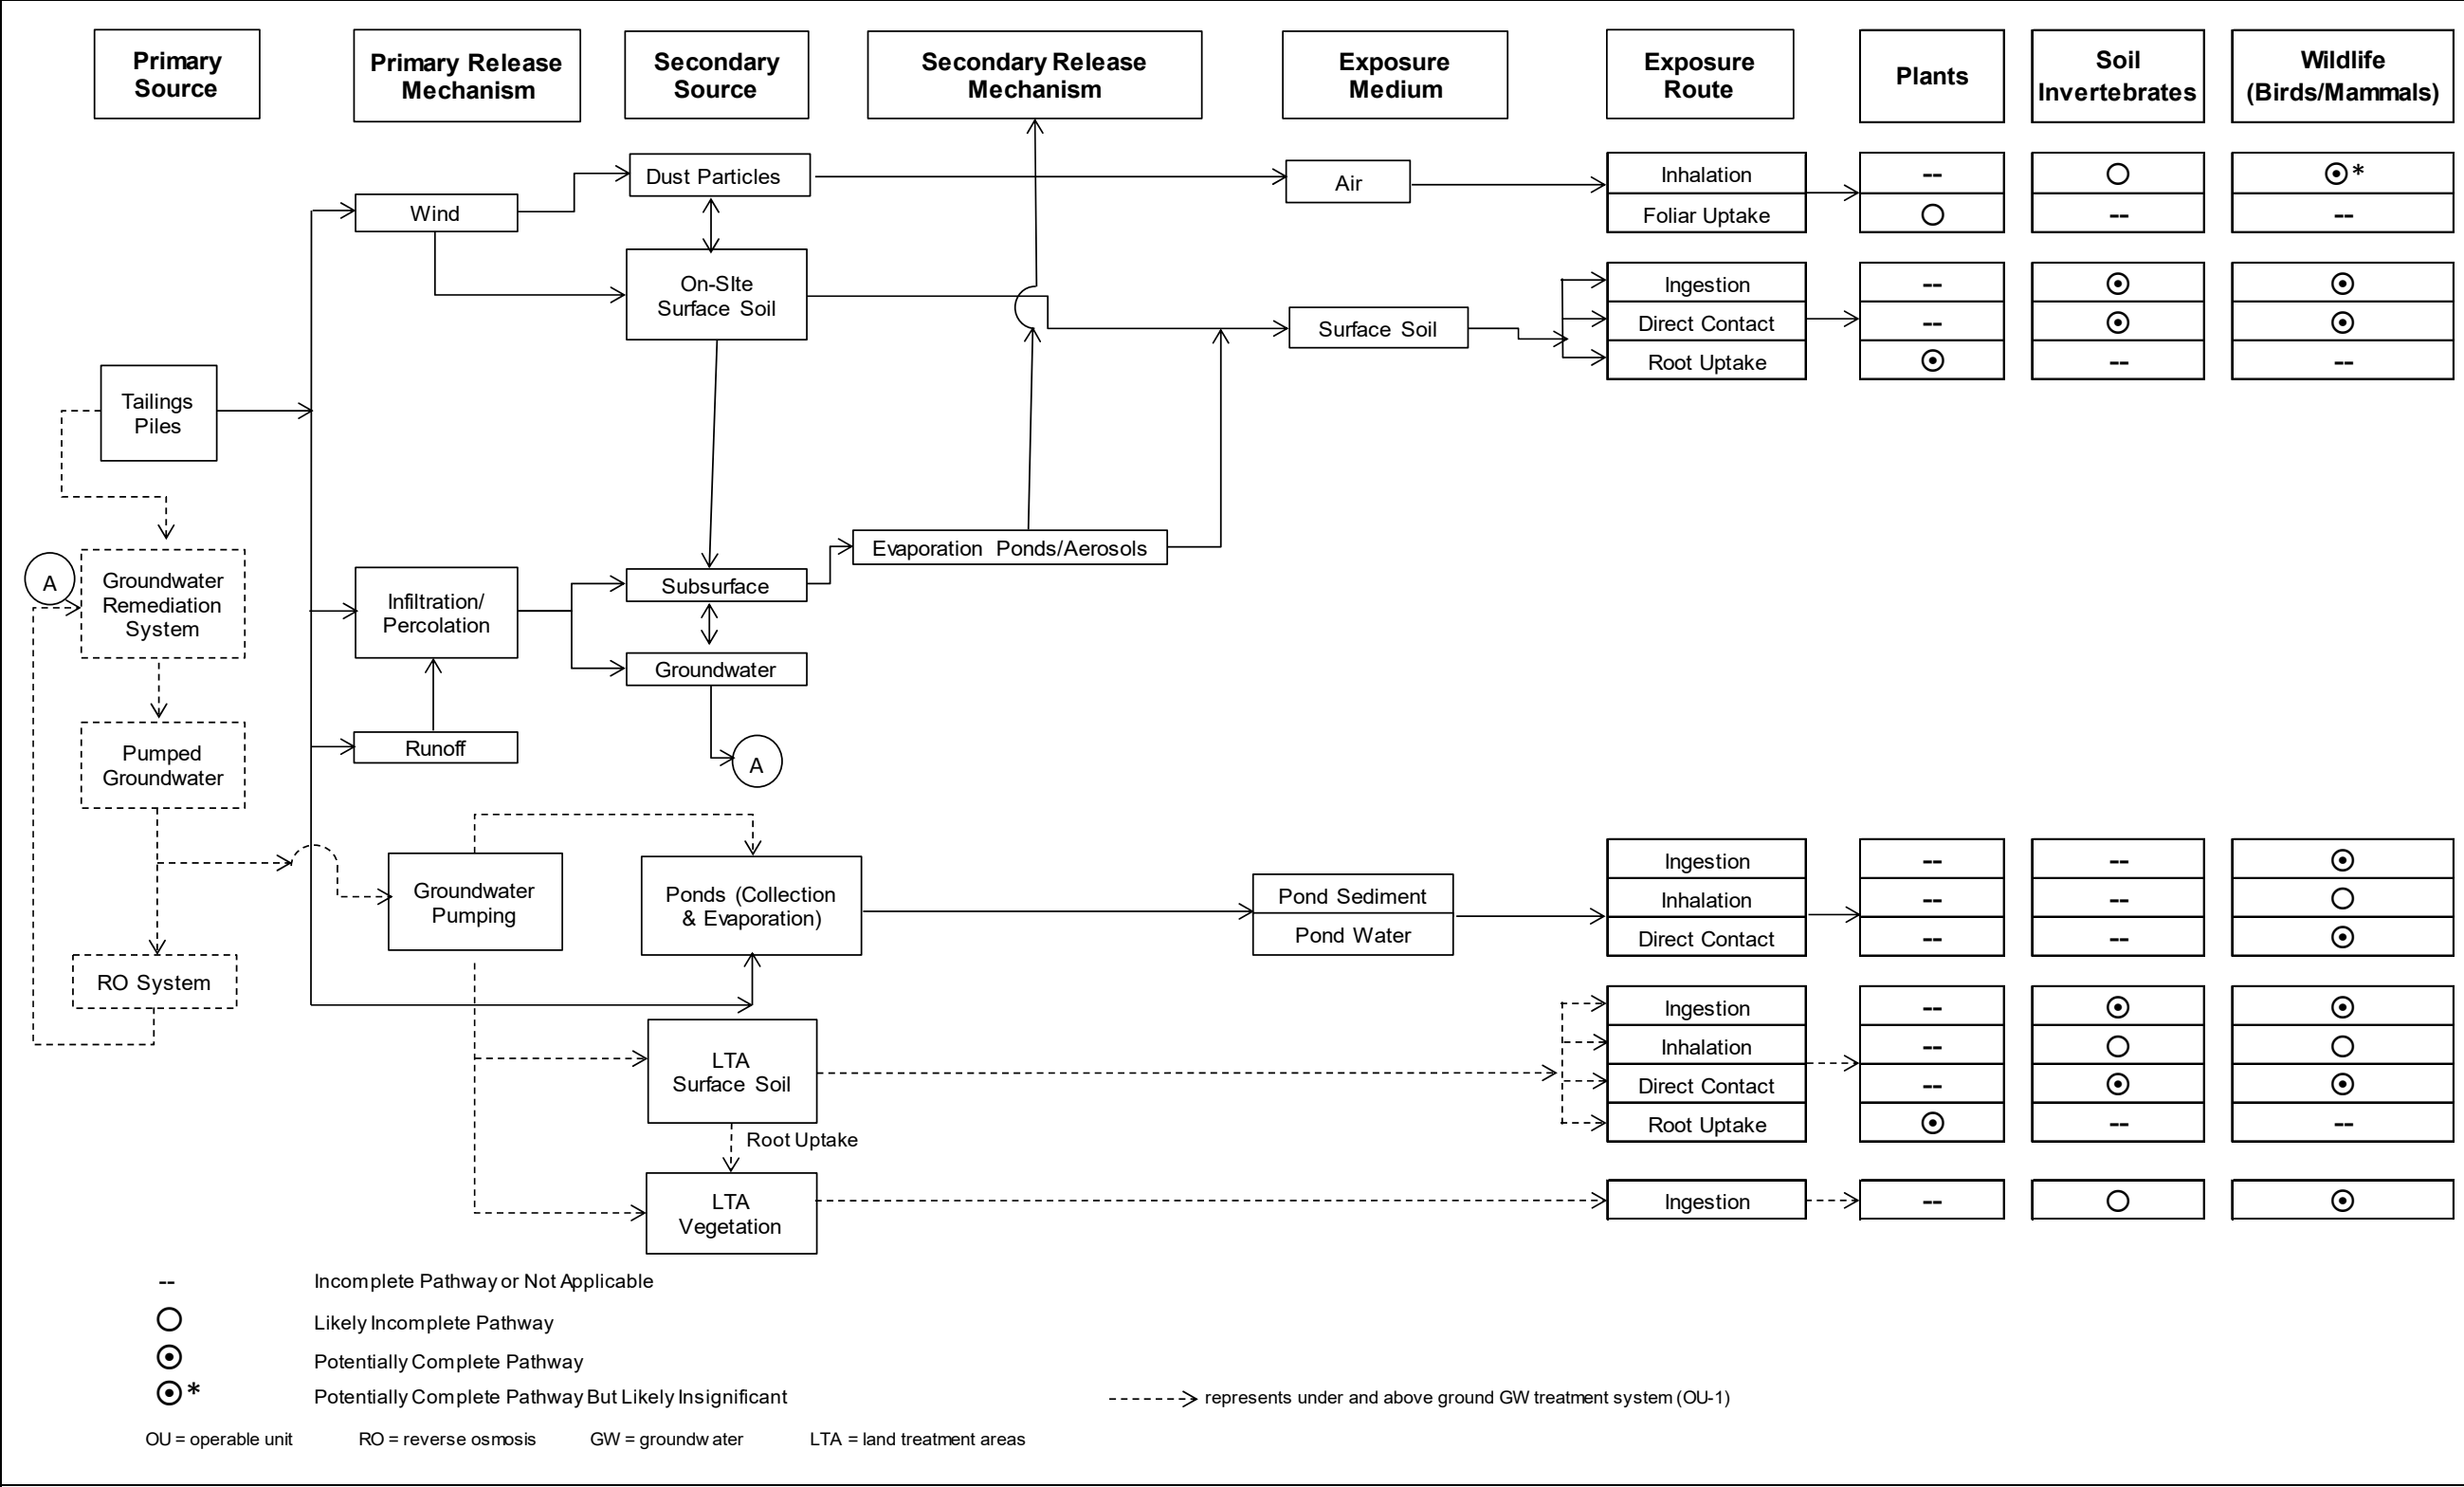 Primary
Source
Primary Release
Mechanism
Secondary
Source
Secondary Release
Mechanism
Exposure
Medium
Exposure
Route
Plants
Soil
Invertebrates
Wildlife
(Birds/Mammals)
Dust Particles
Air
Inhalation
--
*
Foliar Uptake
--
--
Wind
On-SIte
Surface Soil
Surface Soil
Ingestion
--
Direct Contact
--
Root Uptake
--
--
Tailings
Piles
A
Groundwater
Remediation
System
Infiltration/
Percolation
Subsurface
Evaporation Ponds/Aerosols
Groundwater
Runoff
A
Pumped
Groundwater
Groundwater
Pumping
Ponds (Collection
& Evaporation)
Pond Sediment
Pond Water
Ingestion
--
--
Inhalation
--
--
Direct Contact
--
--
RO System
LTA
Surface Soil
Ingestion
--
Inhalation
--
Direct Contact
--
Root Uptake
--
--
Root Uptake
LTA
Vegetation
Ingestion
--
-- Incomplete Pathway or Not Applicable
Likely Incomplete Pathway
Potentially Complete Pathway
* Potentially Complete Pathway But Likely Insignificant
represents under and above ground GW treatment system (OU-1)
OU = operable unit RO = reverse osmosis GW = groundwater LTA = land treatment areas